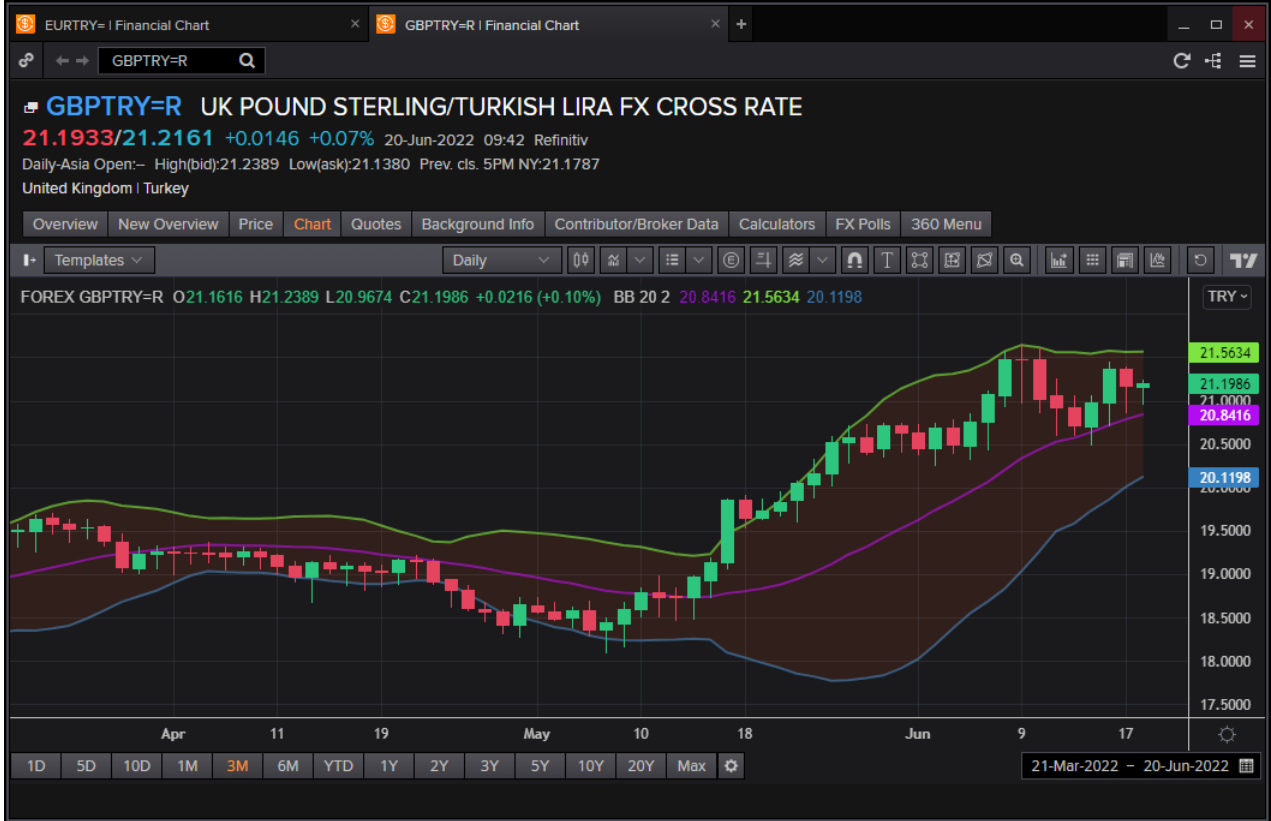 EURTRY= | Financial Chart × GBPTRY=R | Financial Chart × +
GBPTRY=R
GBPTRY=R UK POUND STERLING/TURKISH LIRA FX CROSS RATE
21.1933/21.2161 +0.0146 +0.07% 20-Jun-2022 09:42 Refinitiv
Daily-Asia Open:-- High(bid):21.2389 Low(ask):21.1380 Prev. cls. 5PM NY:21.1787
United Kingdom | Turkey
Overview New Overview Price Chart Quotes Background Info Contributor/Broker Data Calculators FX Polls 360 Menu
Templates Daily E T
FOREX GBPTRY=R O21.1616 H21.2389 L20.9674 C21.1986 +0.0216 (+0.10%) BB 20 2 20.8416 21.5634 20.1198 TRY
21.5634
21.1986
21.0000
20.8416
20.5000
20.1198
20.0000
19.5000
19.0000
18.5000
18.0000
17.5000
Apr 11 19 May 10 18 Jun 9 17
1D 5D 10D 1M 3M 6M YTD 1Y 2Y 3Y 5Y 10Y 20Y Max 21-Mar-2022 – 20-Jun-2022